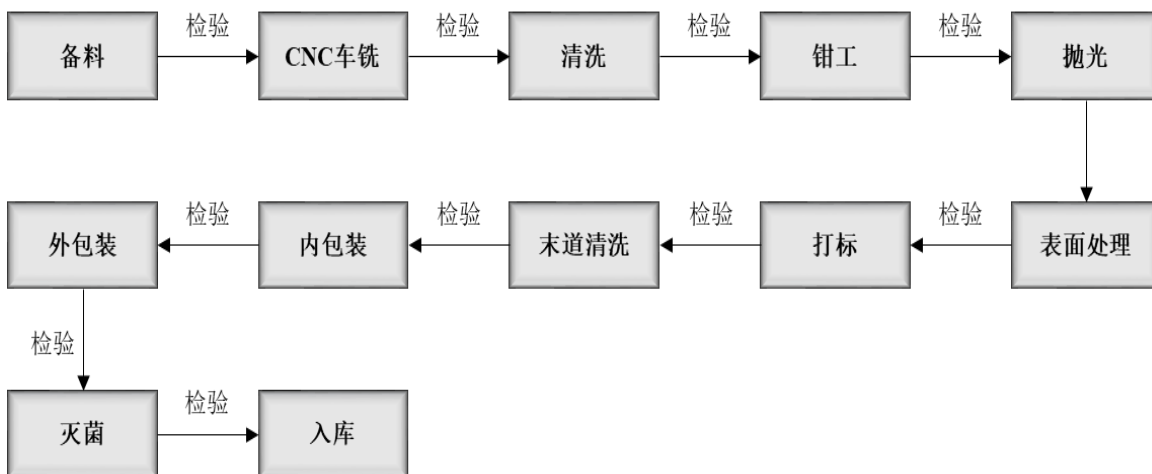 检验 检验 检验 检验
备料 CNC车铣 清洗 钳工 抛光
检验 检验 检验 检验
外包装 内包装 末道清洗 打标 表面处理
检验
检验
灭菌 入库